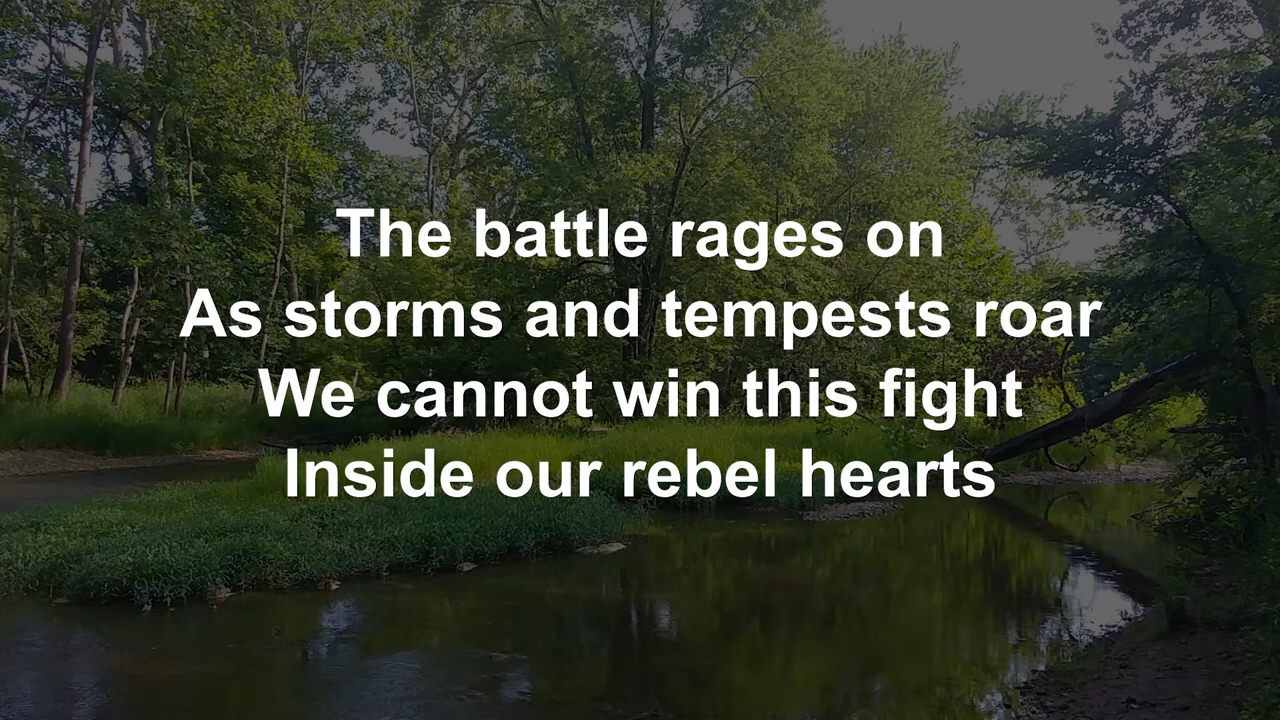 The battle rages on
As storms and tempests roar
We cannot win this fight
Inside our rebel hearts